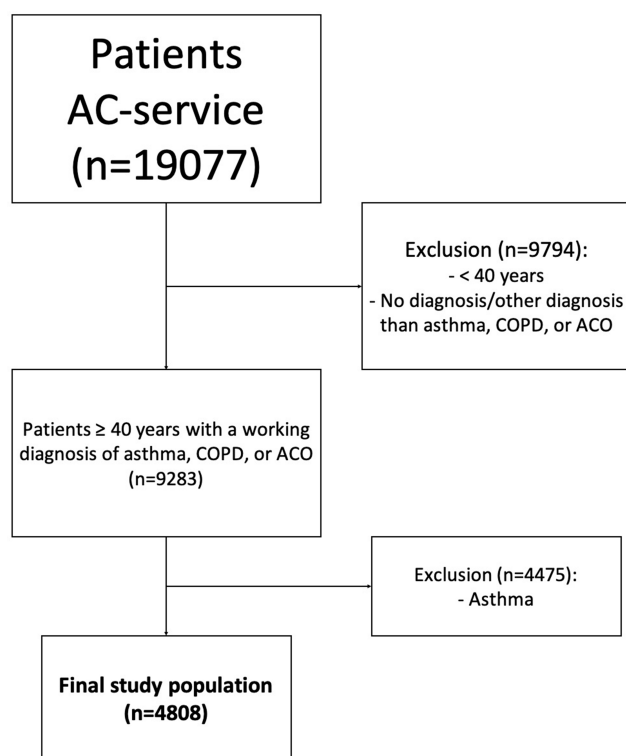 Patients
AC-service
(n=19077)
Exclusion (n=9794):
- < 40 years
- No diagnosis/other diagnosis
than asthma, COPD, or ACO
Patients ≥ 40 years with a working
diagnosis of asthma, COPD, or ACO
(n=9283)
Exclusion (n=4475):
- Asthma
Final study population
(n=4808)